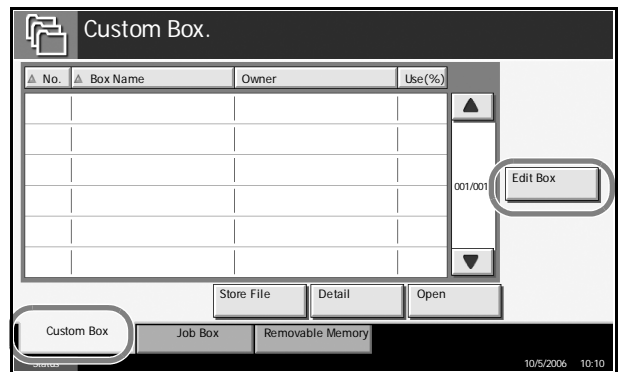 Custom Box.
No. Box Name Owner Use(%)
001/001
Edit Box
Store File Detail Open
Custom Box Job Box Removable Memory
Status 10/5/2006 10:10